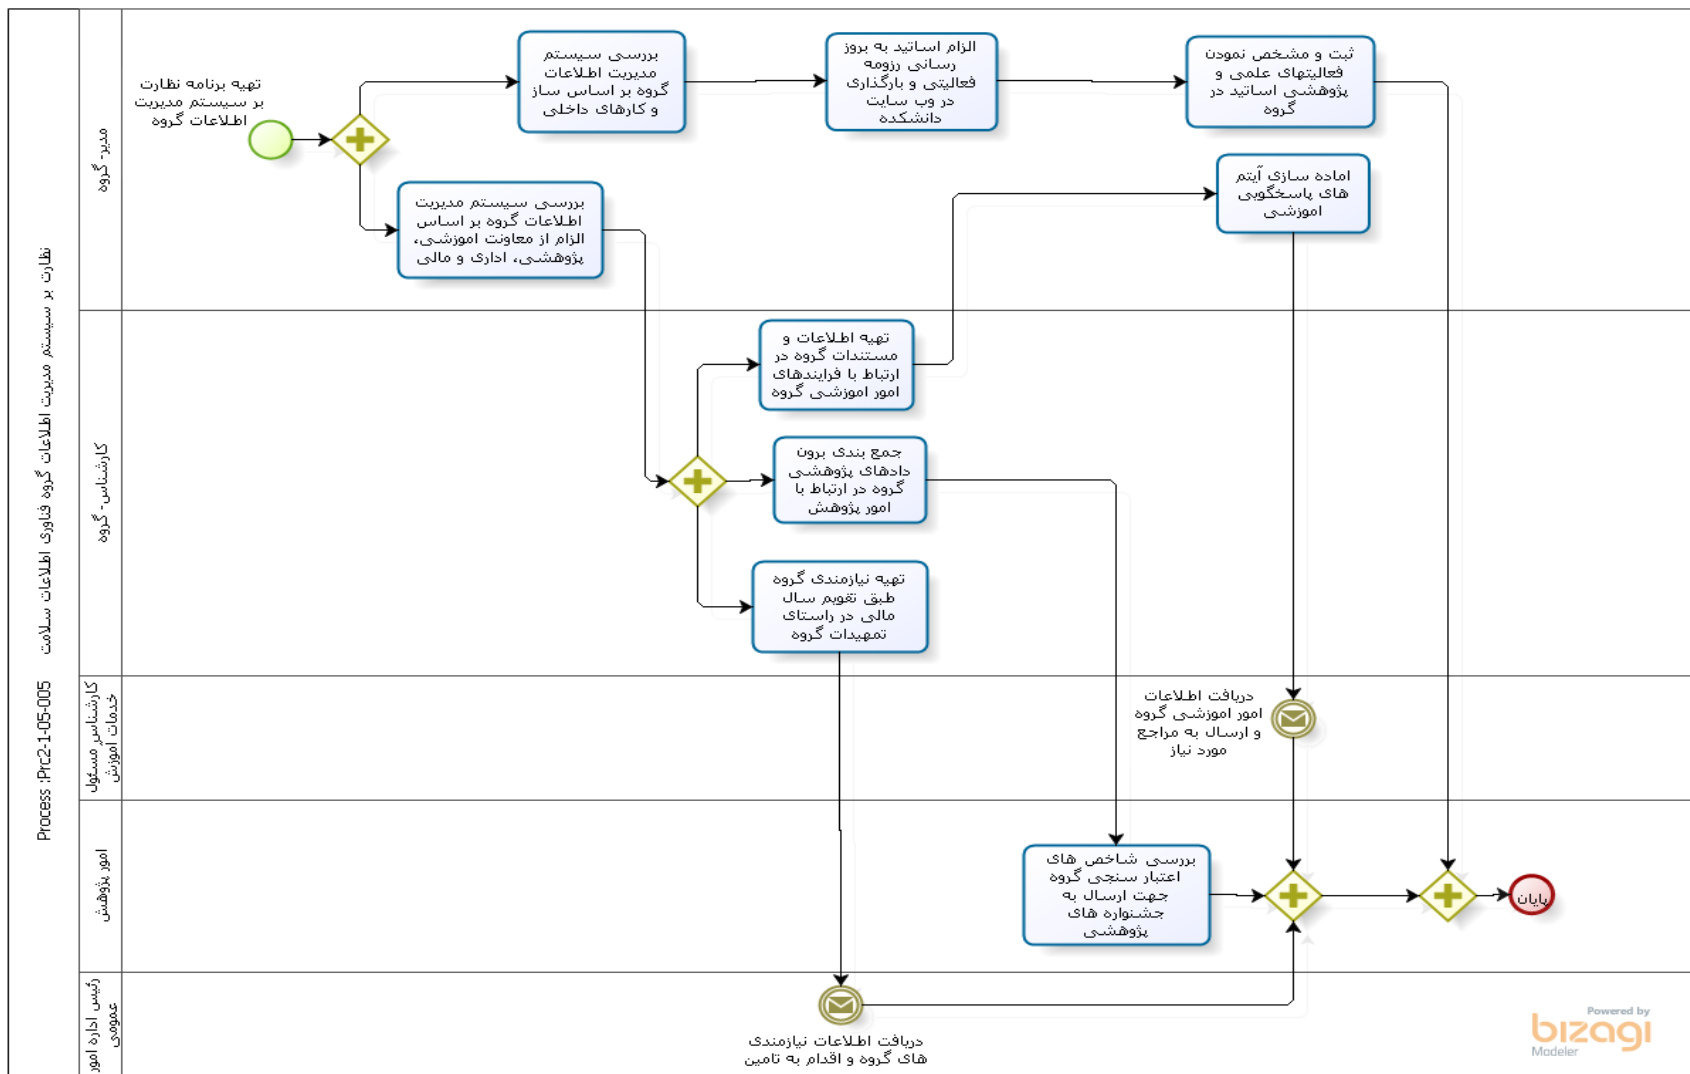 تهیه برنامه نظارت
بر سیستم مدیریت
اطلاعات گروه
بررسی سیستم
مدیریت اطلاعات
گروه بر اساس ساز
و کارهای داخلی
الزام اساتید به بروز
رسانی رزومه
فعالیتی و بارگذاری
در وب سایت
دانشکده
ثبت و مشخص نمودن
فعالیتهای علمی و
پژوهشی اساتید در
گروه
بررسی سیستم مدیریت
اطلاعات گروه بر اساس
الزام از معاونت اموزشی،
پژوهشی، اداری و مالی
اماده سازی آیتم
های پاسخگویی
اموزشی
مدیر- گروه
تهیه اطلاعات و
مستندات گروه در
ارتباط با فرایندهای
امور اموزشی گروه
جمع بندی برون
دادهای پژوهشی
گروه در ارتباط با
امور پژوهش
تهیه نیازمندی گروه
طبق تقویم سال
مالی در راستای
تمهیدات گروه
کارشناس- گروه
دریافت اطلاعات
امور اموزشی گروه
و ارسال به مراجع
مورد نیاز
کارشناس مسئول
خدمات اموزش
بررسی شاخص های
اعتبار سنجی گروه
جهت ارسال به
جشنواره های
پژوهشی
پایان
امور پژوهش
دریافت اطلاعات نیازمندی
های گروه و اقدام به تامین
رئیس اداره امور
عمومی
Process :Prc2-1-05-005 نظارت بر سیستم مدیریت اطلاعات گروه فناوری اطلاعات سلامت
Powered by
bizagi
Modeler